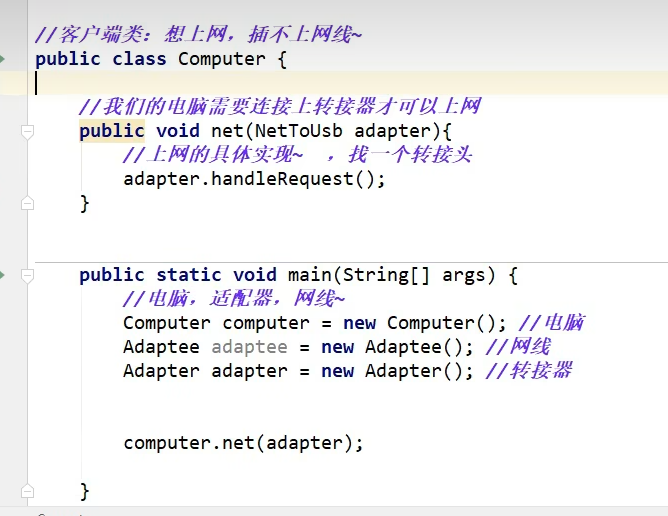 //客户端类：想上网，插不上网线~
public class Computer {
//我们的电脑需要连接上转接器才可以上网
public void net(NetToUsb adapter){
//上网的具体实现~ ，找一个转接头
adapter.handleRequest();
}
public static void main(String[] args) {
//电脑，适配器，网线~
Computer computer = new Computer(); //电脑
Adaptee adaptee = new Adaptee(); //网线
Adapter adapter = new Adapter(); //转接器
computer.net(adapter);
}